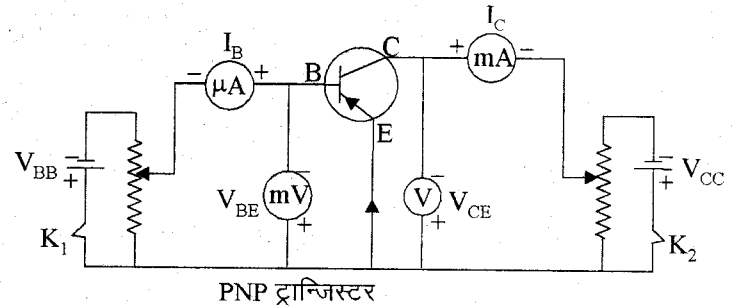 I_B
I_C
− μA +
B
C
+ mA −
E
V_BB
−
+
V_BE
−
mV
+
−
V
+
V_CE
−
+
V_CC
K_1
K_2
PNP ट्रान्जिस्टर